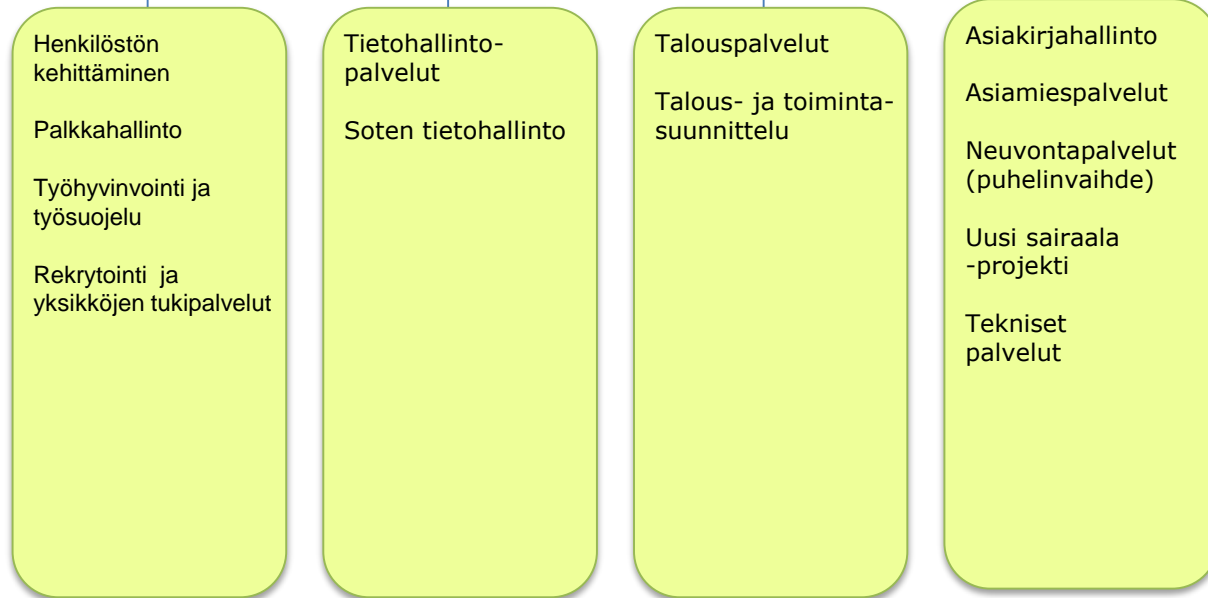 Henkilöstön
kehittäminen
Palkkahallinto
Työhyvinvointi ja
työsuojelu
Rekrytointi ja
yksikköjen tukipalvelut
Tietohallinto-
palvelut
Soten tietohallinto
Talouspalvelut
Talous- ja toiminta-
suunnittelu
Asiakirjahallinto
Asiamiespalvelut
Neuvontapalvelut
(puhelinvaihde)
Uusi sairaala
-projekti
Tekniset
palvelut